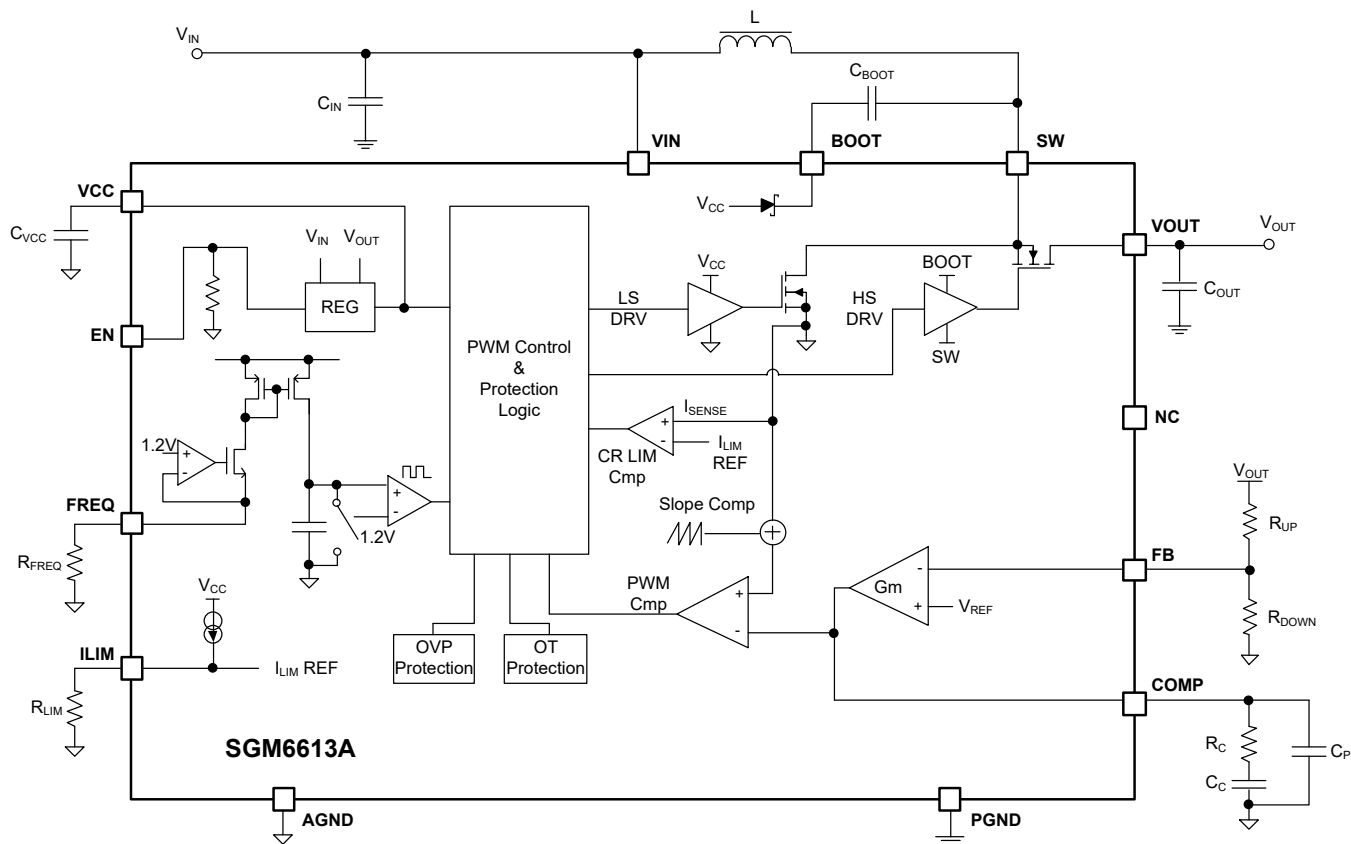 L
VIN
CBOOT
CIN
VIN
BOOT
SW
VCC
CVCC
VCC
VOUT
VOUT
VIN
VOUT
REG
EN
LS
DRV
VCC
HS
DRV
BOOT
SW
COUT
PWM Control
&
Protection
Logic
NC
1.2V
+
-
ISENSE
+
-
ILIM
REF
CR LIM
Cmp
FREQ
RFREQ
+
-
1.2V
Slope Comp
+
VOUT
RUP
FB
RDOWN
-
Gm
+
VREF
PWM
Cmp
+
-
VCC
OVP
Protection
OT
Protection
ILIM
ILIM REF
RLIM
COMP
RC
CC
CP
SGM6613A
AGND
PGND